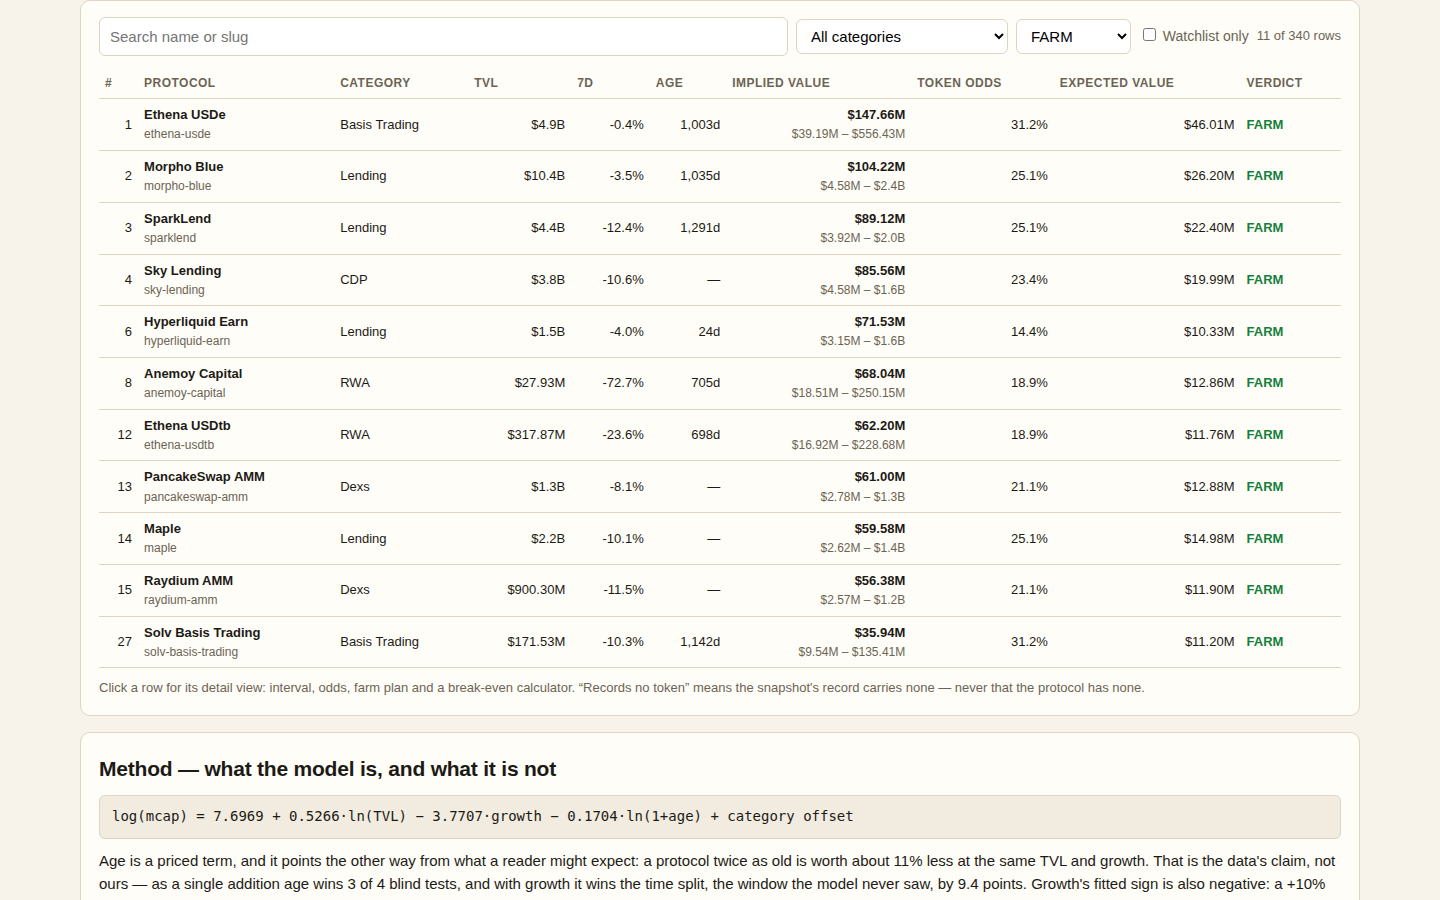 Search name or slug All categories FARM Watchlist only 11 of 340 rows
# PROTOCOL CATEGORY TVL 7D AGE IMPLIED VALUE TOKEN ODDS EXPECTED VALUE VERDICT
1 Ethena USDe Basis Trading $4.9B -0.4% 1,003d $147.66M 31.2% $46.01M FARM
ethena-usde $39.19M – $556.43M
2 Morpho Blue Lending $10.4B -3.5% 1,035d $104.22M 25.1% $26.20M FARM
morpho-blue $4.58M – $2.4B
3 SparkLend Lending $4.4B -12.4% 1,291d $89.12M 25.1% $22.40M FARM
sparklend $3.92M – $2.0B
4 Sky Lending CDP $3.8B -10.6% — $85.56M 23.4% $19.99M FARM
sky-lending $4.58M – $1.6B
6 Hyperliquid Earn Lending $1.5B -4.0% 24d $71.53M 14.4% $10.33M FARM
hyperliquid-earn $3.15M – $1.6B
8 Anemoy Capital RWA $27.93M -72.7% 705d $68.04M 18.9% $12.86M FARM
anemoy-capital $18.51M – $250.15M
12 Ethena USDtb RWA $317.87M -23.6% 698d $62.20M 18.9% $11.76M FARM
ethena-usdtb $16.92M – $228.68M
13 PancakeSwap AMM Dexs $1.3B -8.1% — $61.00M 21.1% $12.88M FARM
pancakeswap-amm $2.78M – $1.3B
14 Maple Lending $2.2B -10.1% — $59.58M 25.1% $14.98M FARM
maple $2.62M – $1.4B
15 Raydium AMM Dexs $900.30M -11.5% — $56.38M 21.1% $11.90M FARM
raydium-amm $2.57M – $1.2B
27 Solv Basis Trading Basis Trading $171.53M -10.3% 1,142d $35.94M 31.2% $11.20M FARM
solv-basis-trading $9.54M – $135.41M
Click a row for its detail view: interval, odds, farm plan and a break-even calculator. “Records no token” means the snapshot's record carries none — never that the protocol has none.
Method — what the model is, and what it is not
log(mcap) = 7.6969 + 0.5266·ln(TVL) − 3.7707·growth − 0.1704·ln(1+age) + category offset
Age is a priced term, and it points the other way from what a reader might expect: a protocol twice as old is worth about 11% less at the same TVL and growth. That is the data's claim, not
ours — as a single addition age wins 3 of 4 blind tests, and with growth it wins the time split, the window the model never saw, by 9.4 points. Growth's fitted sign is also negative: a +10%